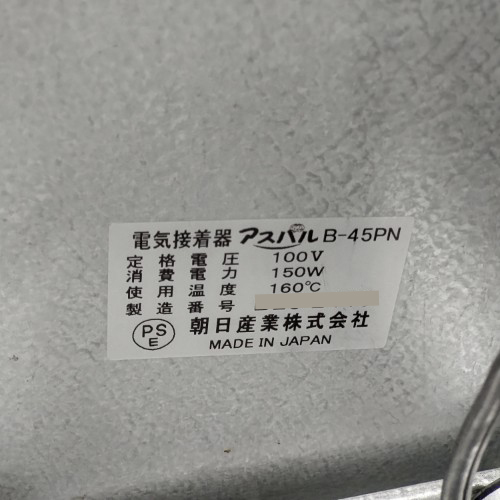 電気接着器 アスパル B-45PN
定格電圧 100V
消費電力 150W
使用温度 160℃
製造番号
PSE 朝日産業株式会社
MADE IN JAPAN